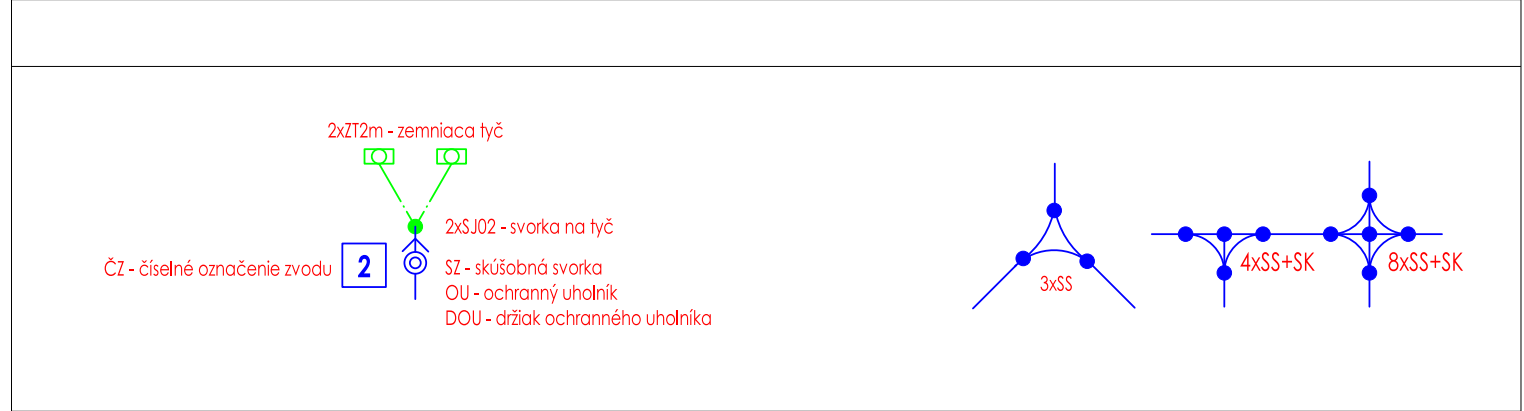 2xZT2m - zemniaca tyč
2xSJ02 - svorka na tyč
ČZ - číselné označenie zvodu
2
SZ - skúšobná svorka
OU - ochranný uholník
DOU - držiak ochranného uholníka
3xSS
4xSS+SK
8xSS+SK